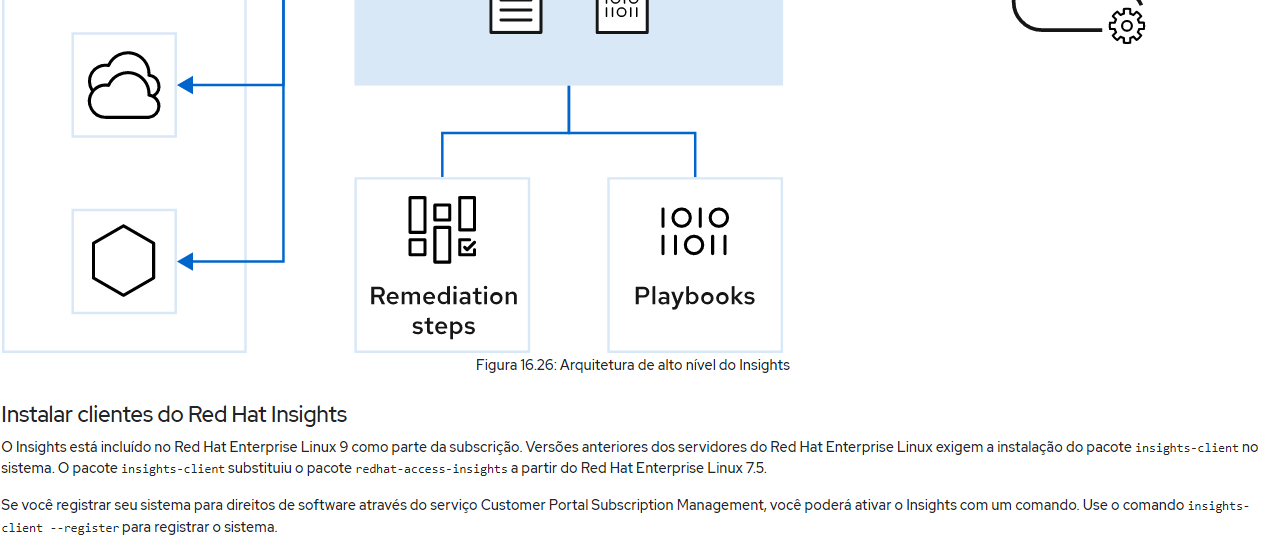 1010
11011
1010
11011
Remediation
steps
Playbooks
Figura 16.26: Arquitetura de alto nível do Insights
Instalar clientes do Red Hat Insights
O Insights está incluído no Red Hat Enterprise Linux 9 como parte da subscrição. Versões anteriores dos servidores do Red Hat Enterprise Linux exigem a instalação do pacote insights-client no
sistema. O pacote insights-client substituiu o pacote redhat-access-insights a partir do Red Hat Enterprise Linux 7.5.
Se você registrar seu sistema para direitos de software através do serviço Customer Portal Subscription Management, você poderá ativar o Insights com um comando. Use o comando insights-
client --register para registrar o sistema.